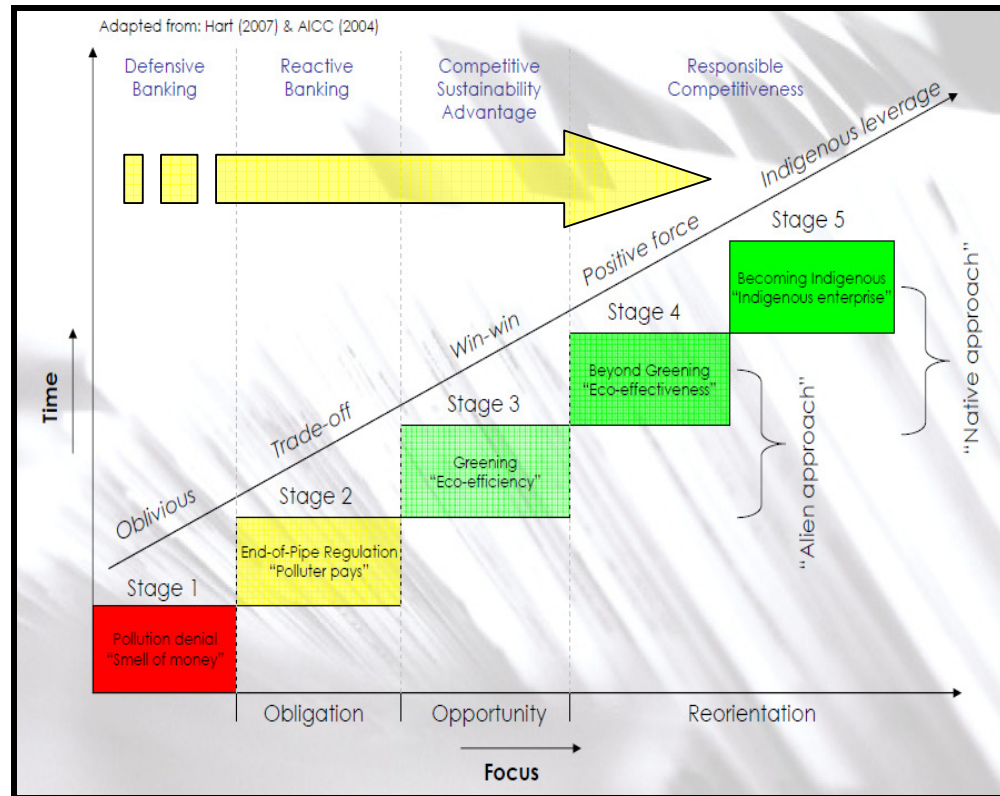 Adapted from: Hart (2007) & AICC (2004)
Defensive
Banking
Reactive
Banking
Competitive
Sustainability
Advantage
Responsible
Competitiveness
Indigenous leverage
Positive force
Win-win
Trade-off
Oblivious
Stage 5
Becoming Indigenous
"Indigenous enterprise"
Stage 4
Beyond Greening
"Eco-effectiveness"
Stage 3
Greening
"Eco-efficiency"
Stage 2
End-of-Pipe Regulation
"Polluter pays"
Stage 1
Pollution denial
"Smell of money"
"Alien approach"
"Native approach"
Time
Obligation
Opportunity
Reorientation
Focus